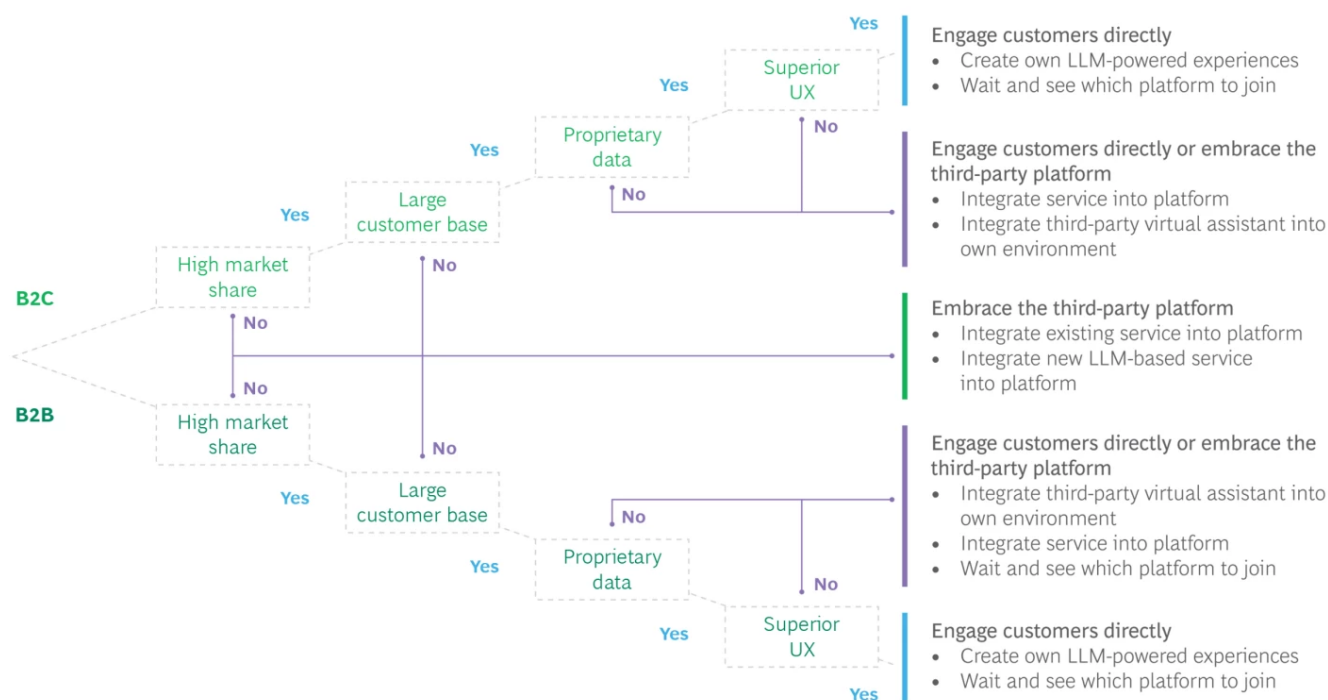 Yes
Engage customers directly
• Create own LLM-powered experiences
• Wait and see which platform to join
Superior
UX
Yes
No
Proprietary
data
Yes
No
Engage customers directly or embrace the
third-party platform
• Integrate service into platform
• Integrate third-party virtual assistant into
own environment
Large
customer base
Yes
No
High market
share
B2C
No
Embrace the third-party platform
• Integrate existing service into platform
• Integrate new LLM-based service
into platform
No
B2B
High market
share
No
Yes
Large
customer base
Engage customers directly or embrace the
third-party platform
• Integrate third-party virtual assistant into
own environment
• Integrate service into platform
• Wait and see which platform to join
No
Yes
Proprietary
data
No
Yes
Superior
UX
Engage customers directly
• Create own LLM-powered experiences
• Wait and see which platform to join
Yes